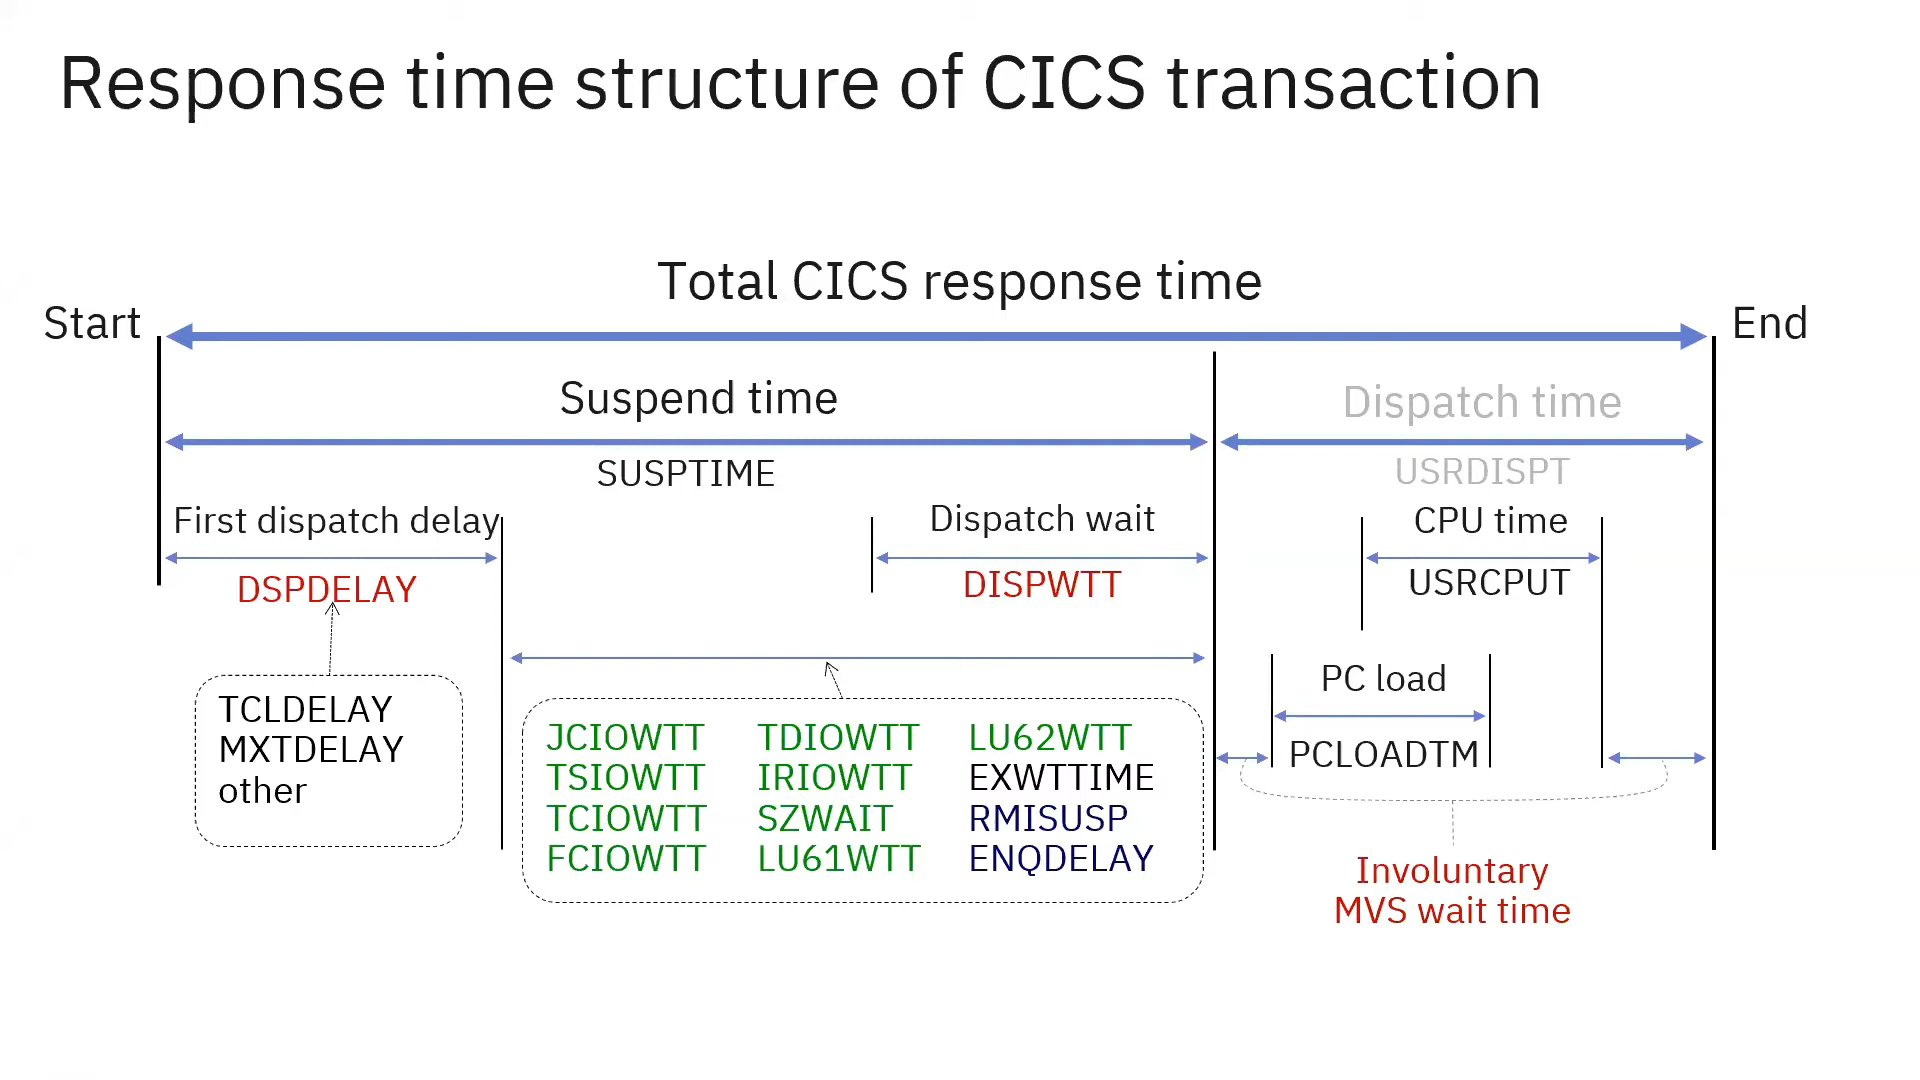 Response time structure of CICS transaction
Total CICS response time
Start
End
Suspend time
Dispatch time
SUSPTIME
USRDISPT
First dispatch delay
Dispatch wait
CPU time
DSPDELAY
DISPWTT
USRCPUT
TCLDELAY
MXTDELAY
other
JCIOWTT TDIOWTT LU62WTT
TSIOWTT IRIOWTT EXWTTIME
TCIOWTT SZWAIT RMISUSP
FCIOWTT LU61WTT ENQDELAY
PC load
PCLOADTM
Involuntary
MVS wait time